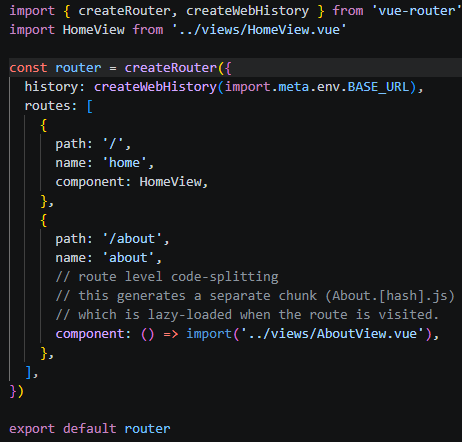 import { createRouter, createWebHistory } from 'vue-router'
import HomeView from '../views/HomeView.vue'

const router = createRouter({
  history: createWebHistory(import.meta.env.BASE_URL),
  routes: [
    {
      path: '/',
      name: 'home',
      component: HomeView,
    },
    {
      path: '/about',
      name: 'about',
      // route level code-splitting
      // this generates a separate chunk (About.[hash].js)
      // which is lazy-loaded when the route is visited.
      component: () => import('../views/AboutView.vue'),
    },
  ],
})

export default router